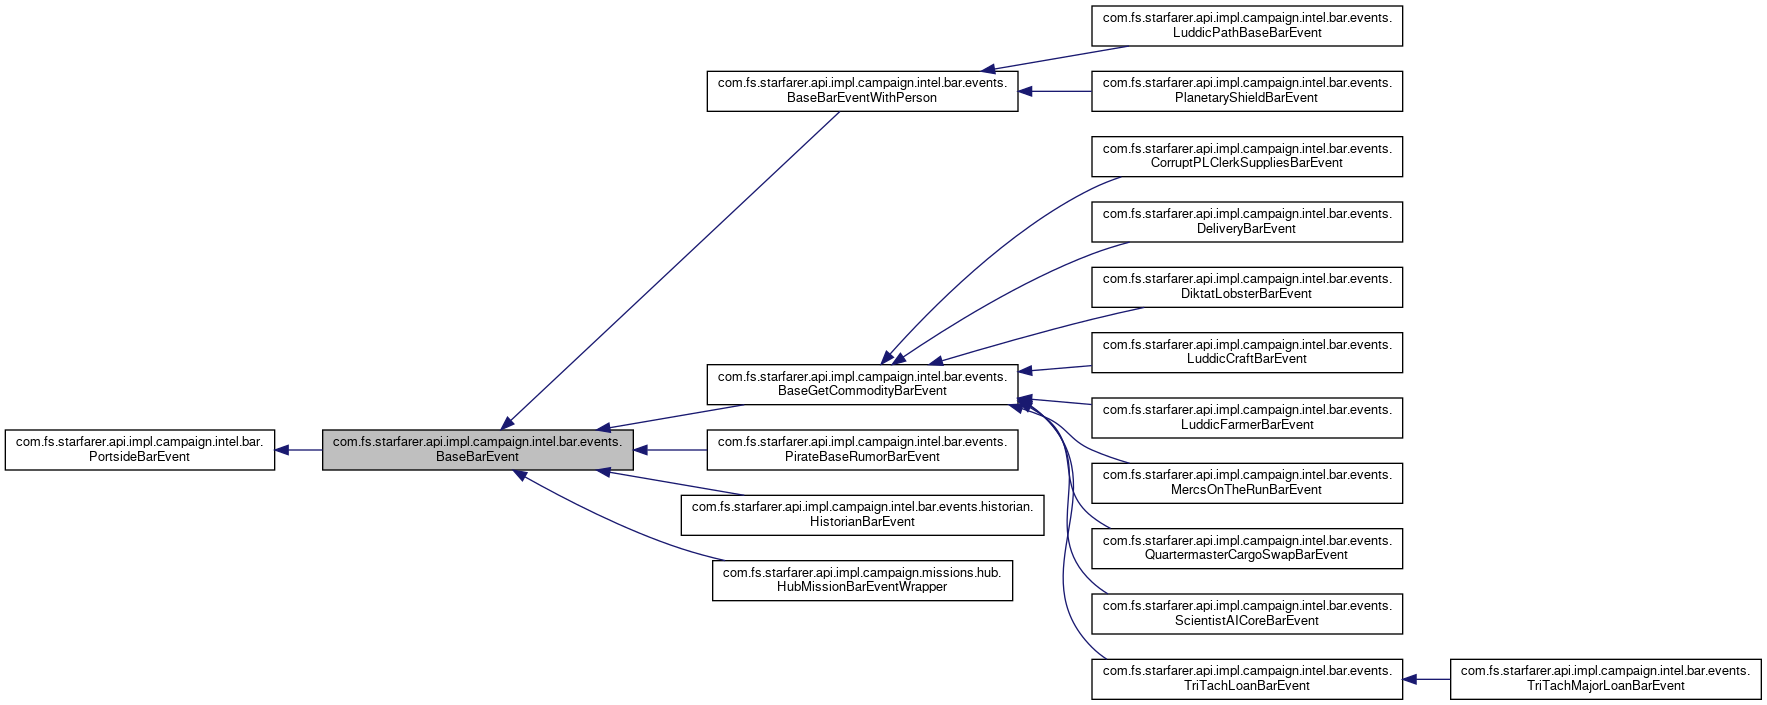 com.fs.starfarer.api.impl.campaign.intel.bar.
PortsideBarEvent
com.fs.starfarer.api.impl.campaign.intel.bar.events.
BaseBarEvent
com.fs.starfarer.api.impl.campaign.intel.bar.events.
BaseBarEventWithPerson
com.fs.starfarer.api.impl.campaign.intel.bar.events.
BaseGetCommodityBarEvent
com.fs.starfarer.api.impl.campaign.intel.bar.events.
PirateBaseRumorBarEvent
com.fs.starfarer.api.impl.campaign.intel.bar.events.historian.
HistorianBarEvent
com.fs.starfarer.api.impl.campaign.missions.hub.
HubMissionBarEventWrapper
com.fs.starfarer.api.impl.campaign.intel.bar.events.
LuddicPathBaseBarEvent
com.fs.starfarer.api.impl.campaign.intel.bar.events.
PlanetaryShieldBarEvent
com.fs.starfarer.api.impl.campaign.intel.bar.events.
CorruptPLClerkSuppliesBarEvent
com.fs.starfarer.api.impl.campaign.intel.bar.events.
DeliveryBarEvent
com.fs.starfarer.api.impl.campaign.intel.bar.events.
DiktatLobsterBarEvent
com.fs.starfarer.api.impl.campaign.intel.bar.events.
LuddicCraftBarEvent
com.fs.starfarer.api.impl.campaign.intel.bar.events.
LuddicFarmerBarEvent
com.fs.starfarer.api.impl.campaign.intel.bar.events.
MercsOnTheRunBarEvent
com.fs.starfarer.api.impl.campaign.intel.bar.events.
QuartermasterCargoSwapBarEvent
com.fs.starfarer.api.impl.campaign.intel.bar.events.
ScientistAICoreBarEvent
com.fs.starfarer.api.impl.campaign.intel.bar.events.
TriTachLoanBarEvent
com.fs.starfarer.api.impl.campaign.intel.bar.events.
TriTachMajorLoanBarEvent